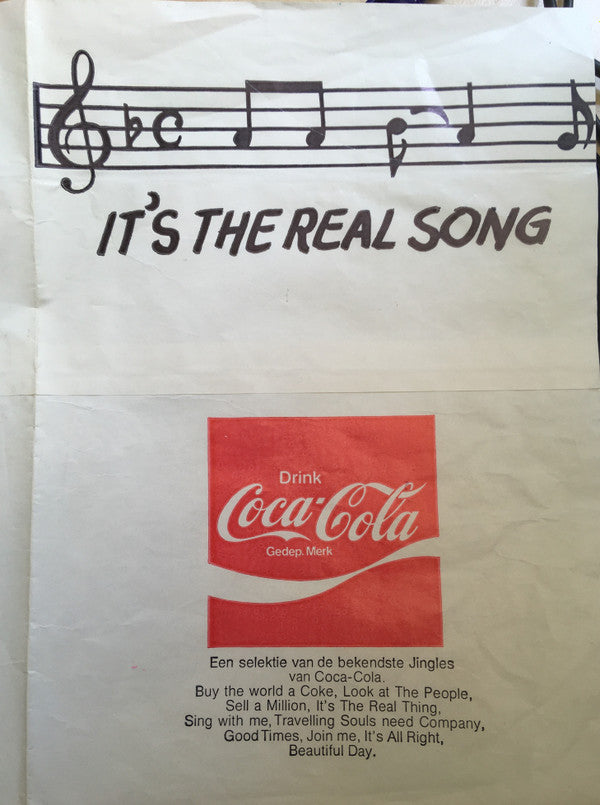 IT'S THE REAL SONG
Drink
Coca-Cola
Gedep. Merk
Een selektie van de bekendste Jingles
van Coca-Cola.
Buy the world a Coke, Look at The People,
Sell a Million, It's The Real Thing,
Sing with me, Travelling Souls need Company,
Good Times, Join me, It's All Right,
Beautiful Day.